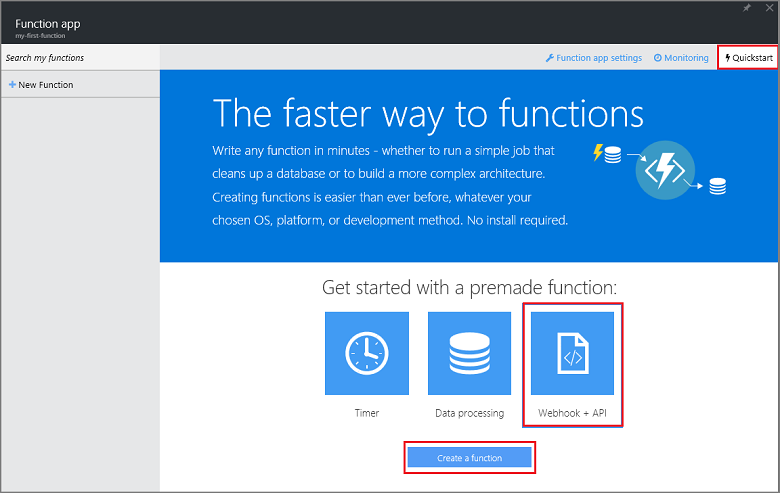 Function app
my-first-function
Search my functions
Function app settings
Monitoring
Quickstart
+ New Function
The faster way to functions
Write any function in minutes - whether to run a simple job that
cleans up a database or to build a more complex architecture.
Creating functions is easier than ever before, whatever your
chosen OS, platform, or development method. No install required.
Get started with a premade function:
Timer
Data processing
Webhook + API
Create a function